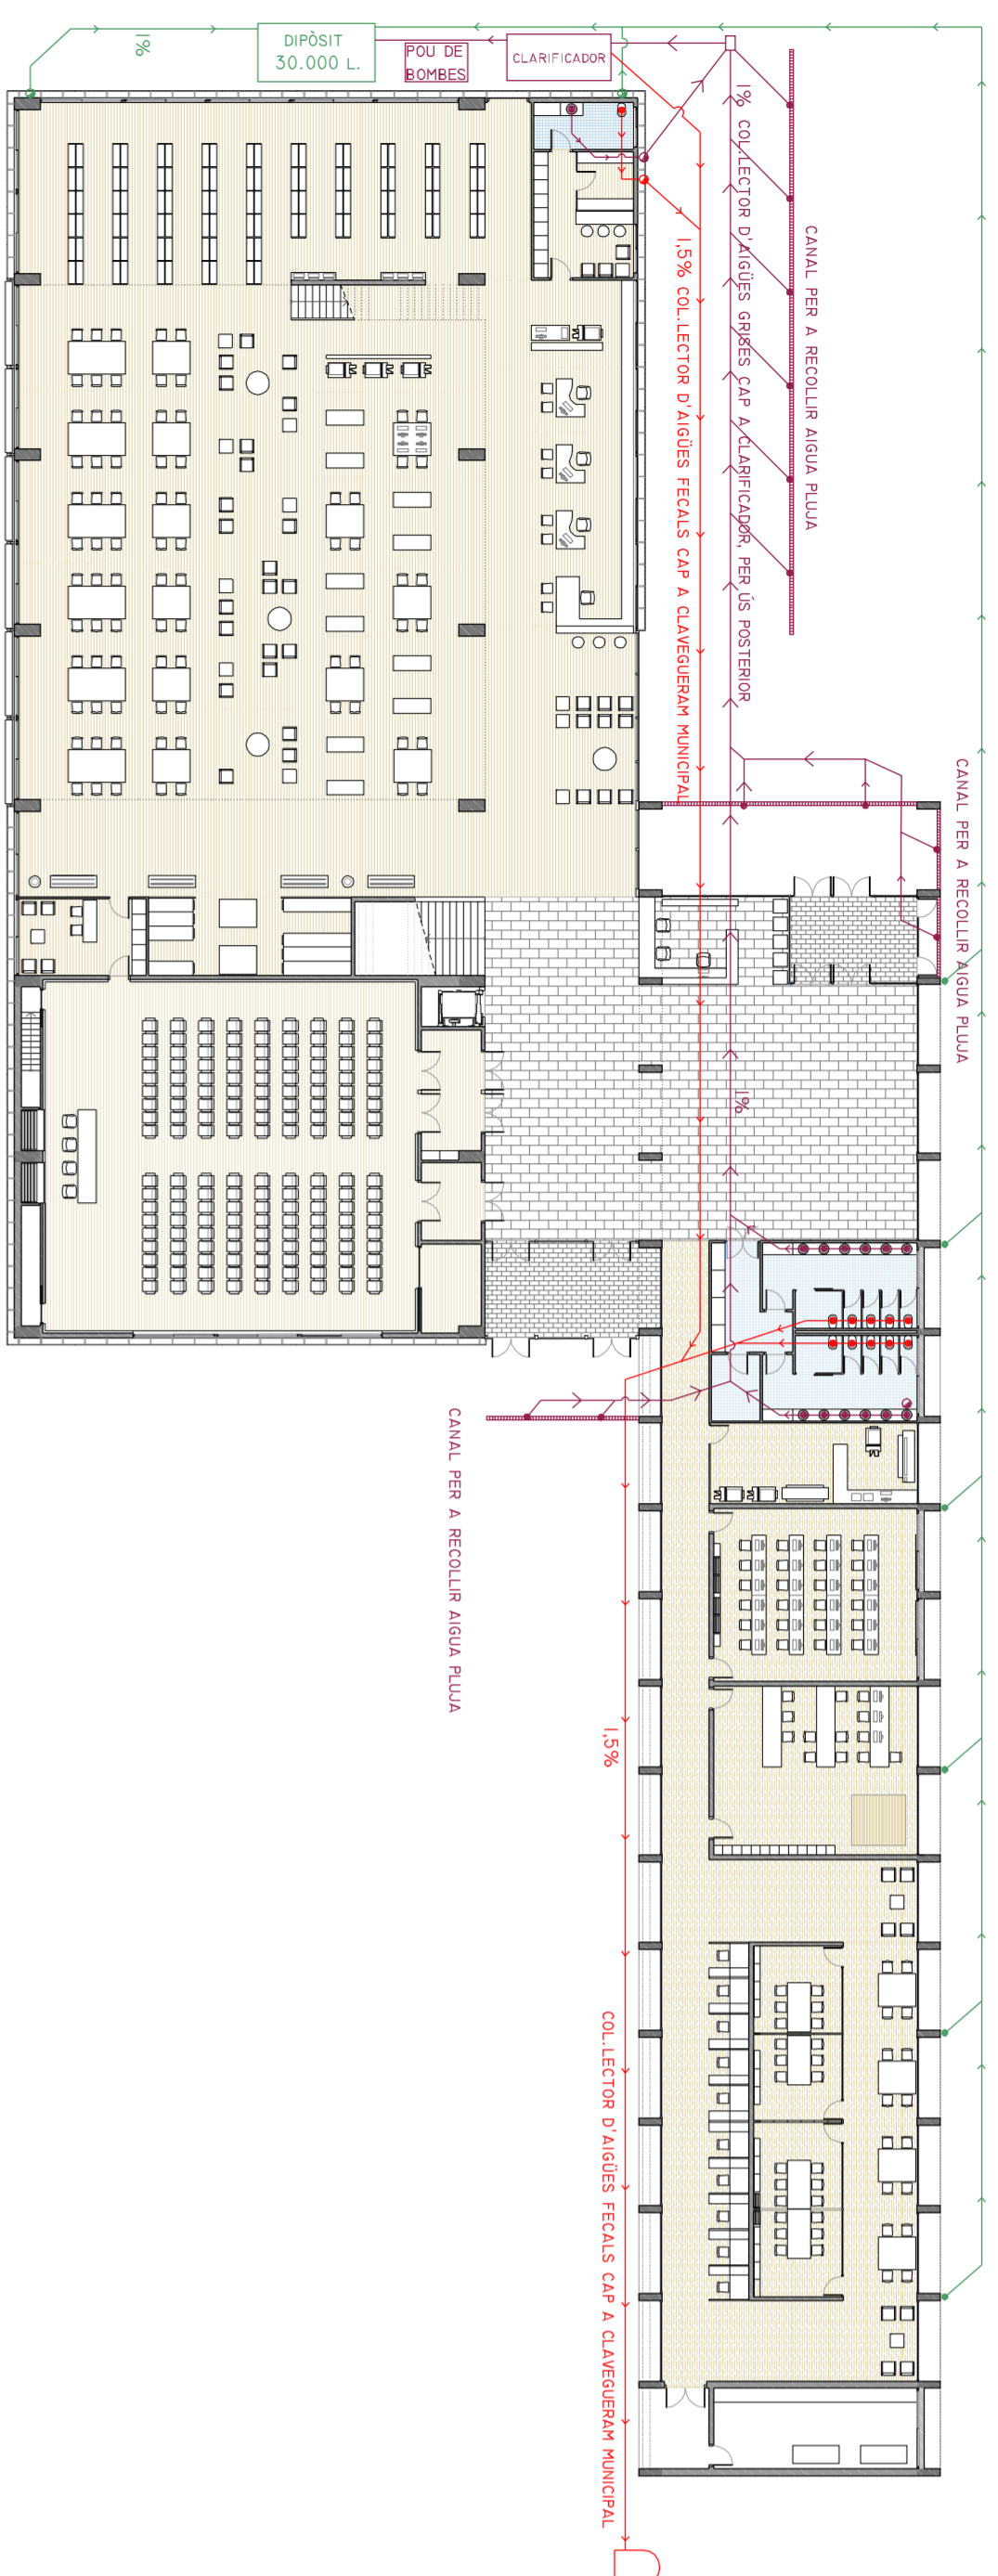 1%
DIPÒSIT
30.000 L.
POU DE
BOMBES
CLARIFICADOR
1% COL.LECTOR D'AIGÜES GRISES CAP A CLARIFICADOR, PER ÚS POSTERIOR
CANAL PER A RECOLLIR AIGUA PLUJA
1,5% COL.LECTOR D'AIGÜES FECALS CAP A CLAVEGUERAM MUNICIPAL
CANAL PER A RECOLLIR AIGUA PLUJA
1%
CANAL PER A RECOLLIR AIGUA PLUJA
1,5%
COL.LECTOR D'AIGÜES FECALS CAP A CLAVEGUERAM MUNICIPAL